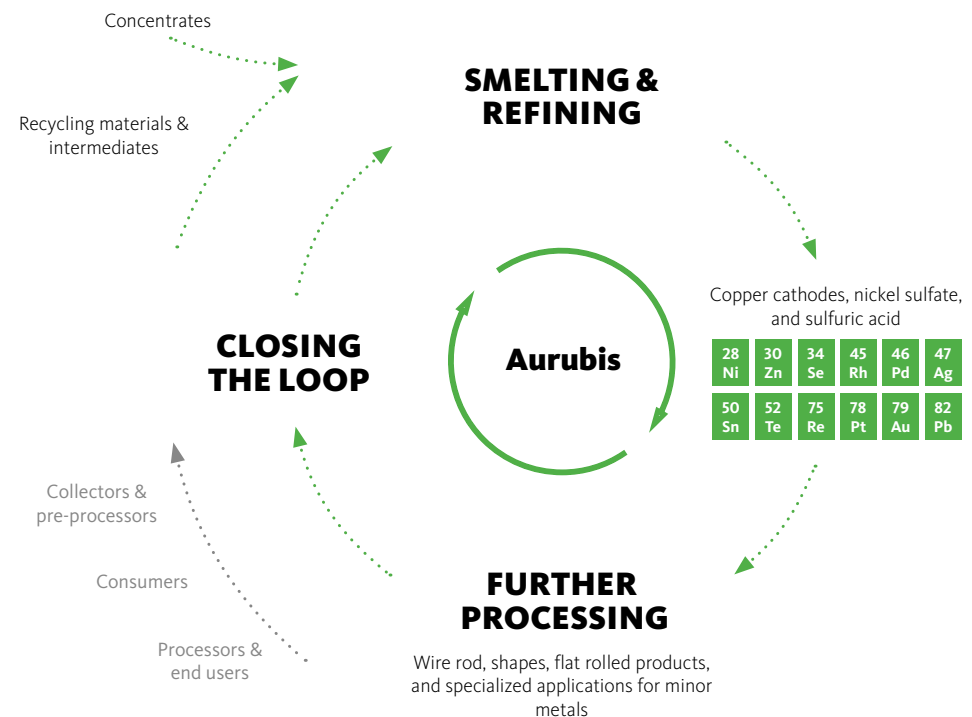 Concentrates
SMELTING &
REFINING
Recycling materials &
intermediates
Copper cathodes, nickel sulfate,
and sulfuric acid
28 30 34 45 46 47
Ni Zn Se Rh Pd Ag
50 52 75 78 79 82
Sn Te Re Pt Au Pb
CLOSING
THE LOOP
Aurubis
Collectors &
pre-processors
Consumers
Processors &
end users
FURTHER
PROCESSING
Wire rod, shapes, flat rolled products,
and specialized applications for minor
metals